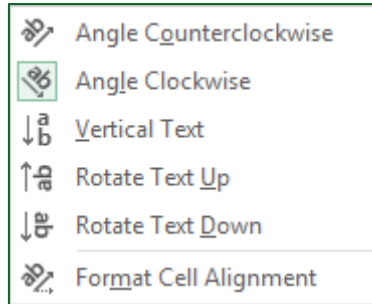 Angle Counterclockwise
Angle Clockwise
Vertical Text
Rotate Text Up
Rotate Text Down
Format Cell Alignment